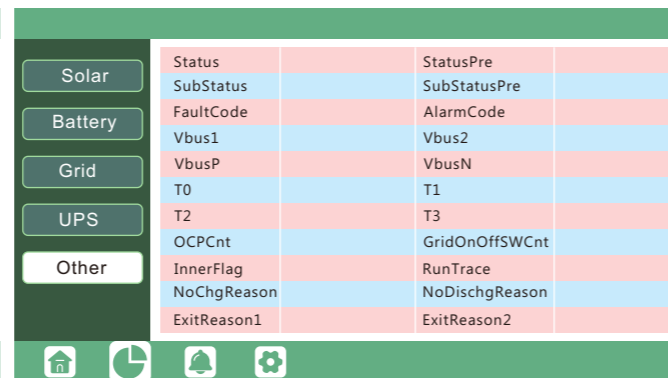 Solar
Battery
Grid
UPS
Other
Status StatusPre
SubStatus SubStatusPre
FaultCode AlarmCode
Vbus1 Vbus2
VbusP VbusN
T0 T1
T2 T3
OCPCnt GridOnOffSWCnt
InnerFlag RunTrace
NoChgReason NoDischgReason
ExitReason1 ExitReason2